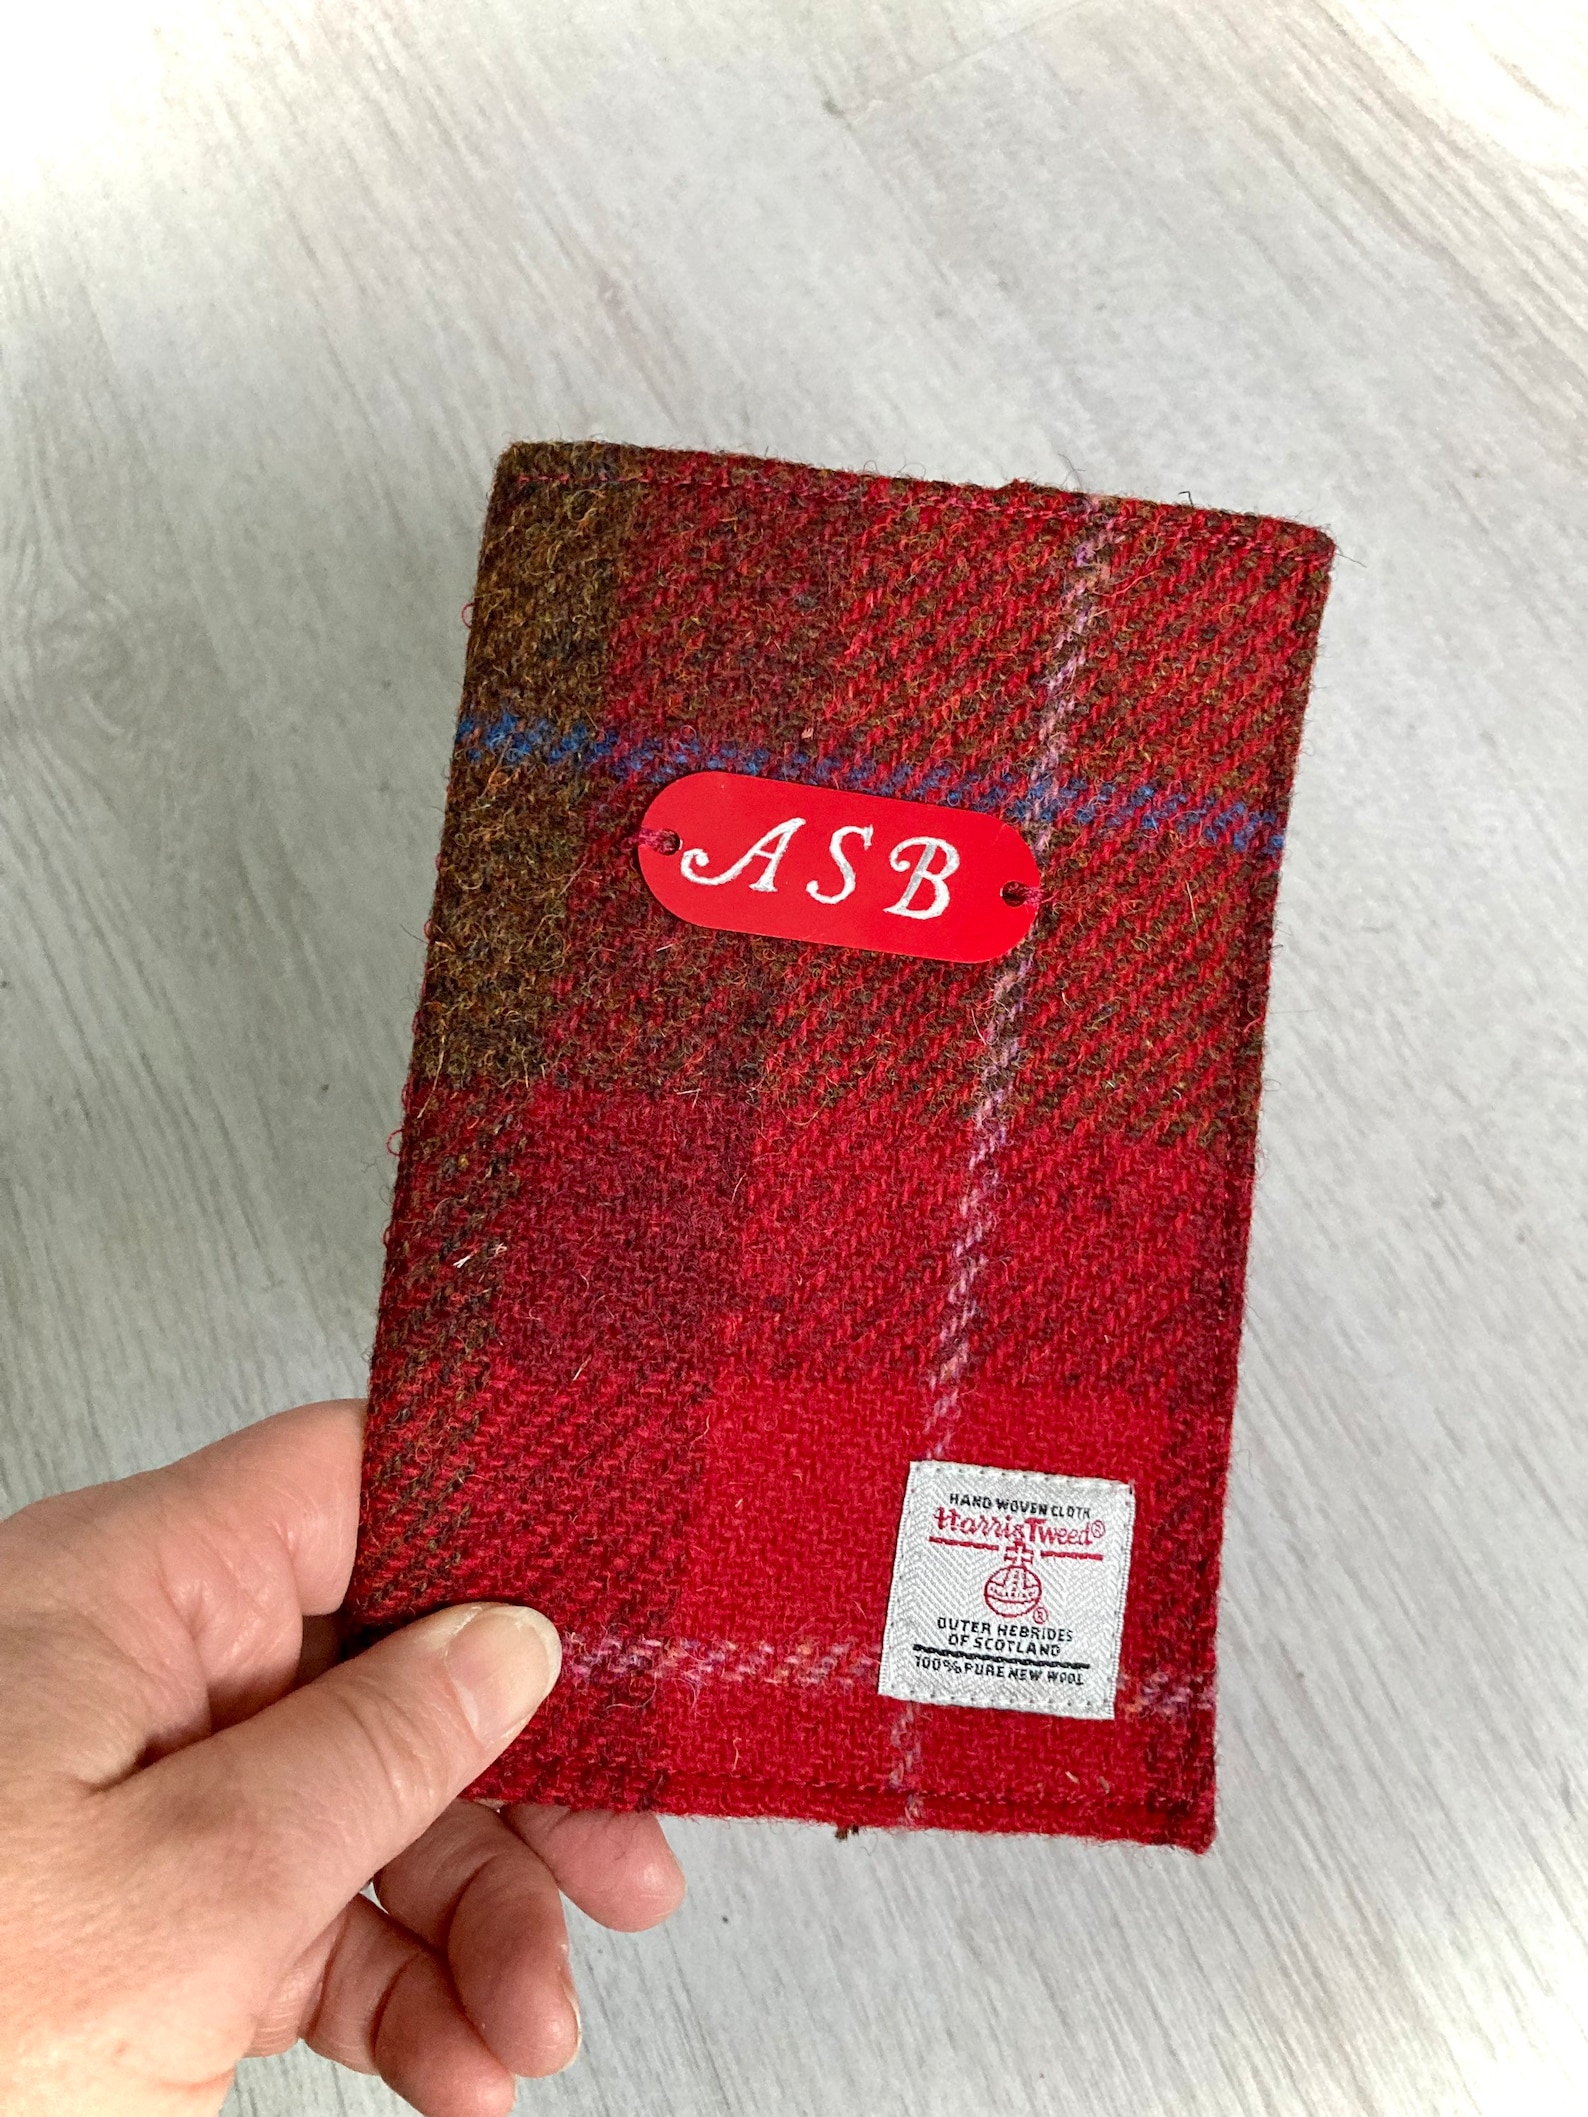 ASB
HAND WOVEN CLOTH
Harris Tweed®
®
OUTER HEBRIDES
OF SCOTLAND
100% PURE NEW WOOL